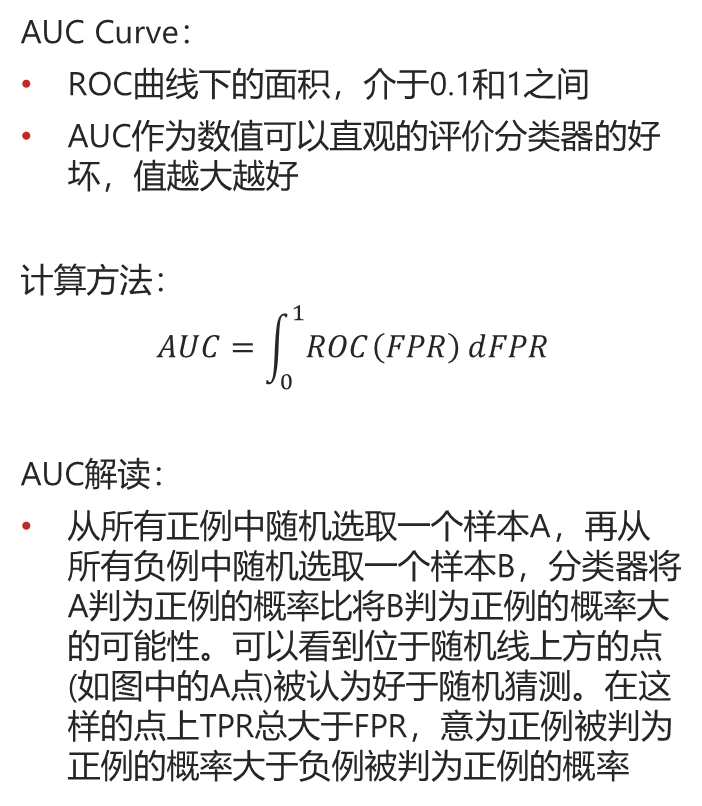 AUC Curve：
• ROC曲线下的面积，介于0.1和1之间
• AUC作为数值可以直观的评价分类器的好
坏，值越大越好
计算方法：
AUC = ∫₀¹ ROC(FPR) dFPR
AUC解读：
• 从所有正例中随机选取一个样本A，再从
所有负例中随机选取一个样本B，分类器将
A判为正例的概率比将B判为正例的概率大
的可能性。可以看到位于随机线上方的点
(如图中的A点)被认为好于随机猜测。在这
样的点上TPR总大于FPR，意为正例被判为
正例的概率大于负例被判为正例的概率